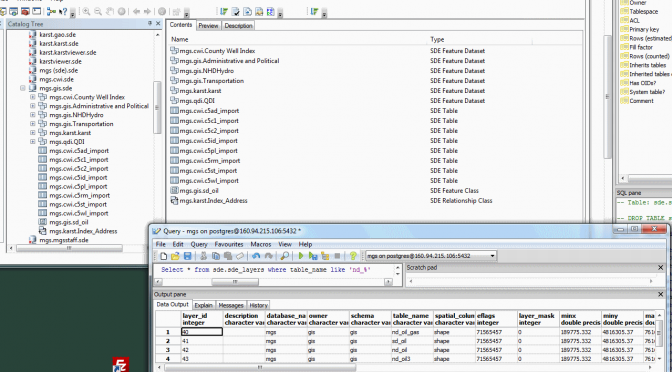 Catalog Tree
karst.gao.sde
karst.karst.sde
karst.karstviewer.sde
karstviewer.sde
mgs (sde).sde
mgs.cwi.sde
mgs.gis.sde
mgs.cwi.County Well Index
mgs.gis.Administrative and Political
mgs.gis.NHDHydro
mgs.gis.Transportation
mgs.karst.karst
mgs.qdi.QDI
mgs.cwi.c5ad_import
mgs.cwi.c5c1_import
mgs.cwi.c5c2_import
mgs.cwi.c5id_import
mgs.cwi.c5pl_import
mgs.cwi.c5rm_import
mgs.cwi.c5st_import
mgs.cwi.c5wl_import
mgs.gis.sd_oil
mgs.karst.Index_Address
mgs.mgsstaff.sde
Contents Preview Description
Name Type
mgs.cwi.County Well Index SDE Feature Dataset
mgs.gis.Administrative and Political SDE Feature Dataset
mgs.gis.NHDHydro SDE Feature Dataset
mgs.gis.Transportation SDE Feature Dataset
mgs.karst.karst SDE Feature Dataset
mgs.qdi.QDI SDE Feature Dataset
mgs.cwi.c5ad_import SDE Table
mgs.cwi.c5c1_import SDE Table
mgs.cwi.c5c2_import SDE Table
mgs.cwi.c5id_import SDE Table
mgs.cwi.c5pl_import SDE Table
mgs.cwi.c5rm_import SDE Table
mgs.cwi.c5st_import SDE Table
mgs.cwi.c5wl_import SDE Table
mgs.gis.sd_oil SDE Feature Class
mgs.karst.Index_Address SDE Relationship Class
Owner
Tablespace
ACL
Primary key
Rows (estimated
Fill factor
Rows (counted)
Inherits tables
Inherited tables
Has OIDs?
System table?
Comment
SQL pane
-- Table: sde.s
-- DROP TABLE
Query - mgs on postgres@160.94.215.106:5432 *
File Edit Query Favourites Macros View Help
mgs on postgres@160.94.215.106:5432
Select * from sde.sde_layers where table_name like 'nd_%'
Scratch pad
Output pane
Data Output Explain Messages History
layer_id description database_na owner schema table_name spatial_colum eflags layer_mask minx miny ma
integer character va character va character va character va character va character va integer integer double precis double precis dou
1 40 mgs gis gis nd_oil_gas shape 71565457 0 189775.332 4816305.37 761
2 41 mgs gis gis sd_oil shape 71565457 0 189775.332 4816305.37 761
3 42 mgs gis gis nd_oil shape 71565457 0 189775.332 4816305.37 761
4 43 mgs gis gis nd_oil3 shape 71565457 0 189775.332 4816305.37 761